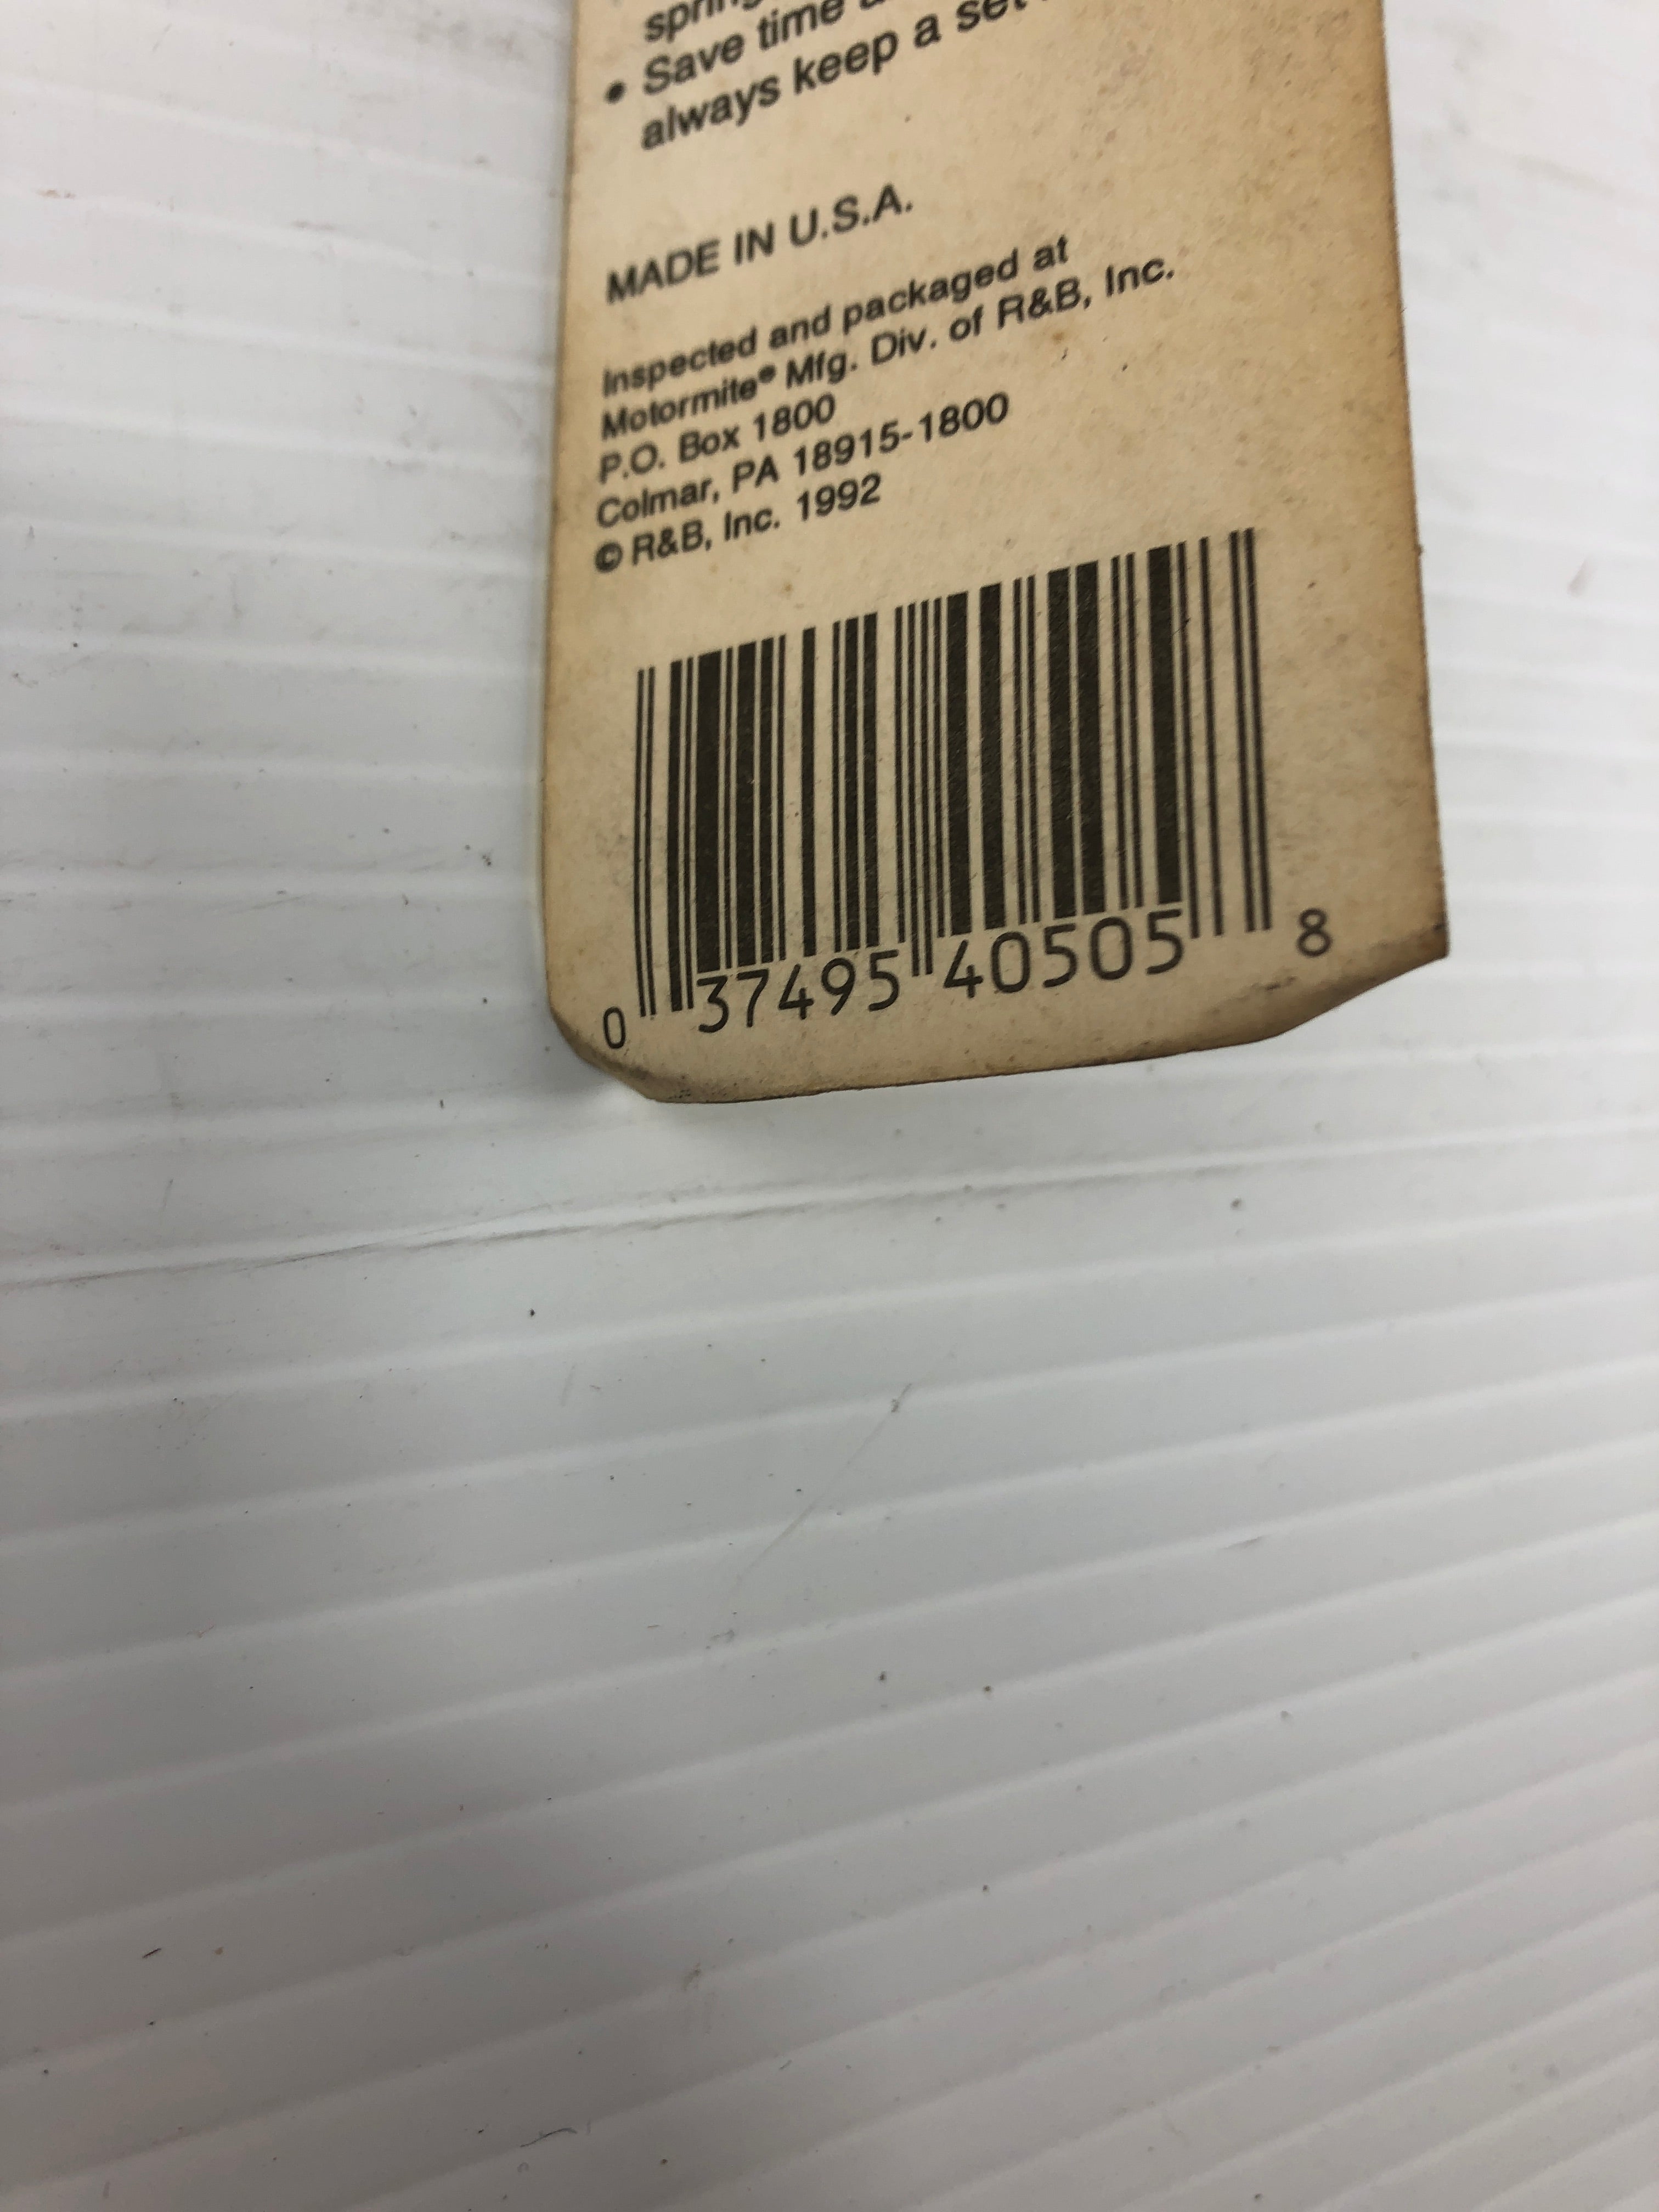 • Save time
always keep a set
MADE IN U.S.A.
Inspected and packaged at
Motormite® Mfg. Div. of R&B, Inc.
P.O. Box 1800
Colmar, PA 18915-1800
© R&B, Inc. 1992
0 37495 40505 8